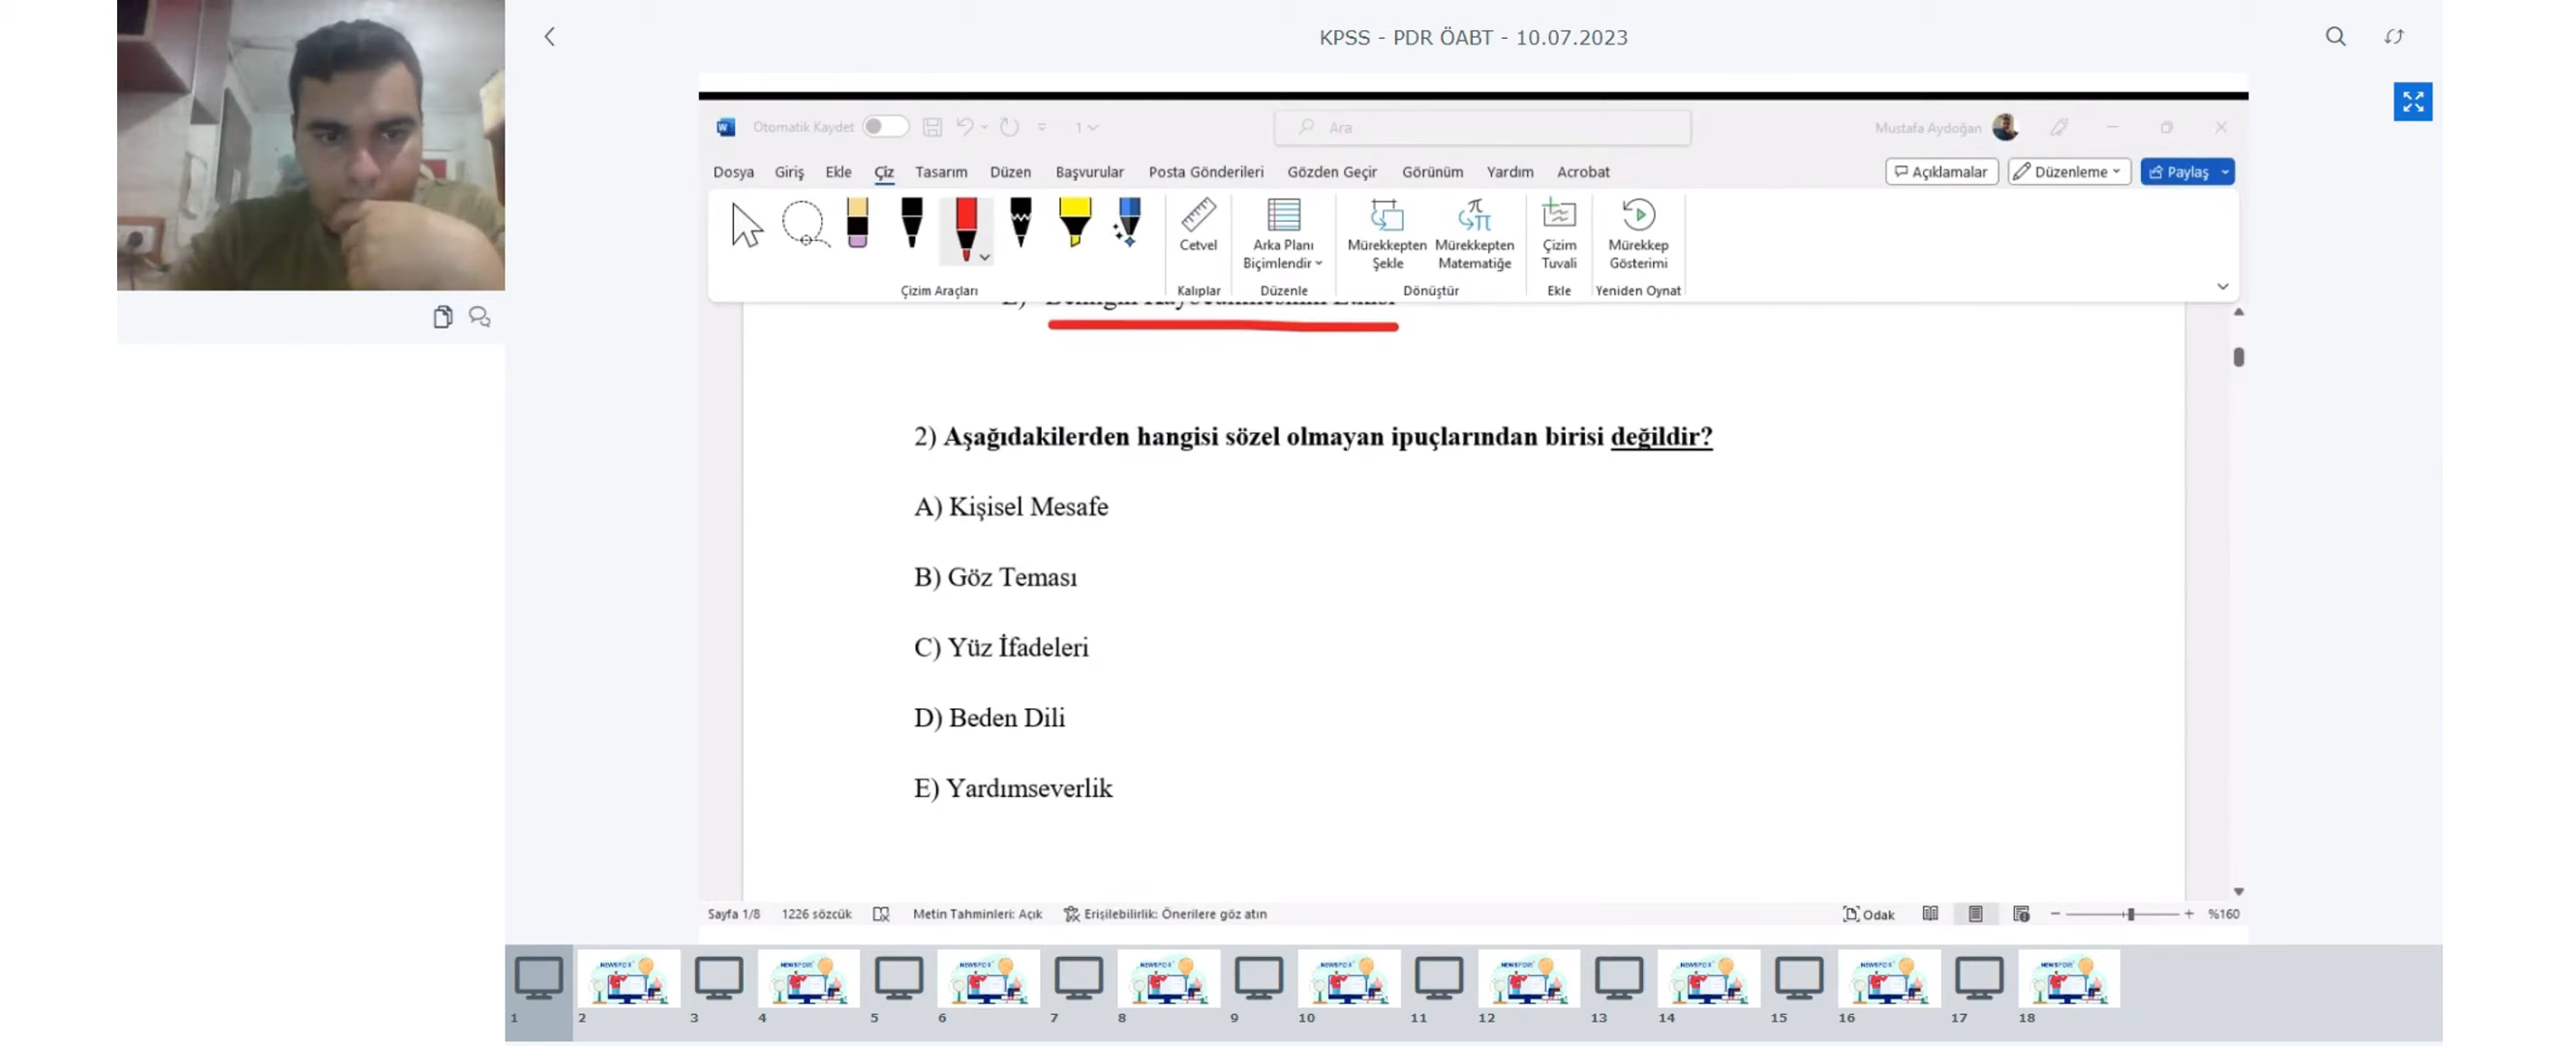 KPSS - PDR ÖABT - 10.07.2023
Otomatik Kaydet
1
Ara
Mustafa Aydoğan
Dosya Giriş Ekle Çiz Tasarım Düzen Başvurular Posta Gönderileri Gözden Geçir Görünüm Yardım Acrobat
Açıklamalar Düzenleme Paylaş
Cetvel
Arka Planı Biçimlendir
Mürekkepten Şekle
Mürekkepten Matematiğe
Çizim Tuvali
Mürekkep Gösterimi
Çizim Araçları Kalıplar Düzenle Dönüştür Ekle Yeniden Oynat
2) Aşağıdakilerden hangisi sözel olmayan ipuçlarından birisi değildir?
A) Kişisel Mesafe
B) Göz Teması
C) Yüz İfadeleri
D) Beden Dili
E) Yardımseverlik
Sayfa 1/8 1226 sözcük Metin Tahminleri: Açık Erişilebilirlik: Önerilere göz atın Odak %160
1 2 3 4 5 6 7 8 9 10 11 12 13 14 15 16 17 18